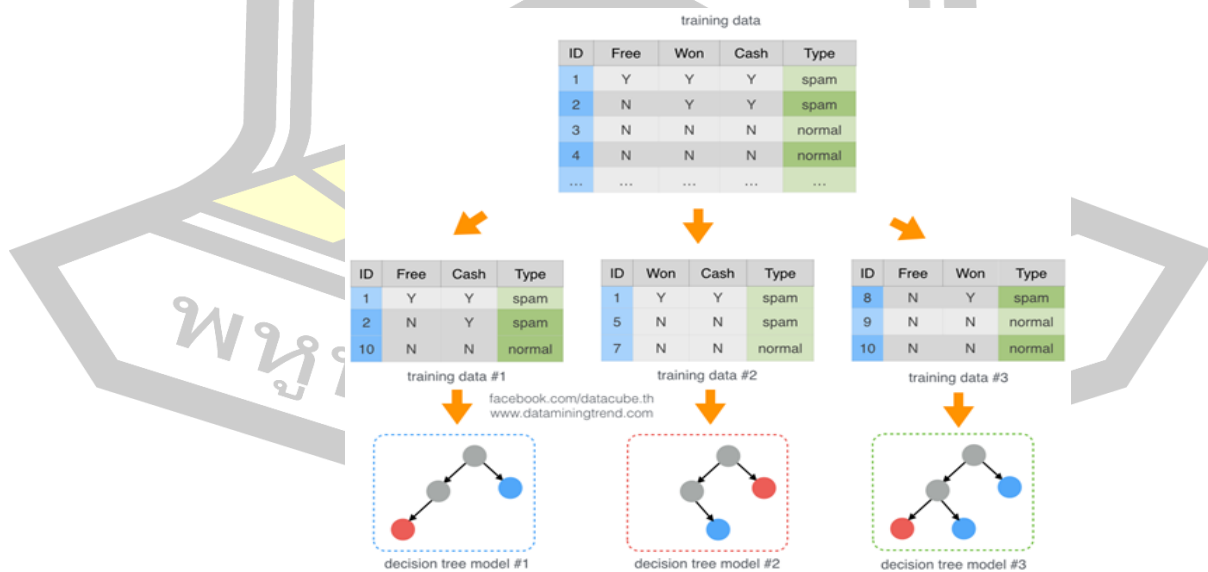 training data
ID Free Won Cash Type
1 Y Y Y spam
2 N Y Y spam
3 N N N normal
4 N N N normal
... ... ... ... ...
ID Free Cash Type
1 Y Y spam
2 N Y spam
10 N N normal
training data #1
ID Won Cash Type
1 Y Y spam
5 N N spam
7 N N normal
training data #2
ID Free Won Type
8 N Y spam
9 N N normal
10 N N normal
training data #3
facebook.com/datacube.th
www.dataminingtrend.com
decision tree model #1
decision tree model #2
decision tree model #3